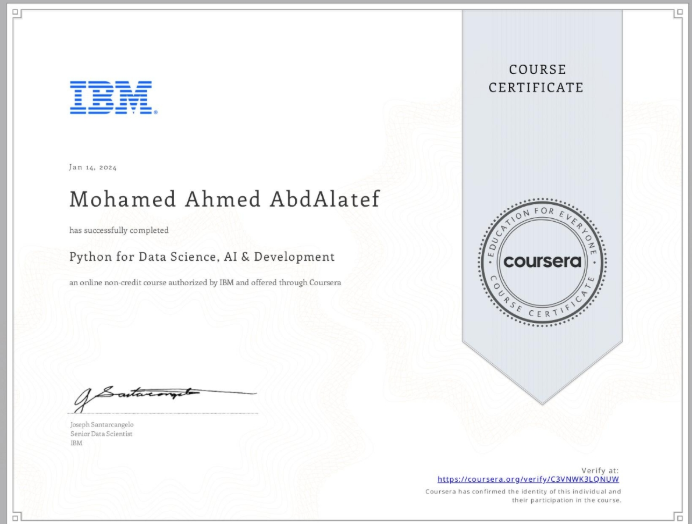 COURSE
CERTIFICATE
IBM
Jan 14, 2024
Mohamed Ahmed AbdAlatef
has successfully completed
Python for Data Science, AI & Development
an online non-credit course authorized by IBM and offered through Coursera
EDUCATION FOR EVERYONE
coursera
COURSE CERTIFICATE
Joseph Santarcangelo
Senior Data Scientist
IBM
Verify at:
https://coursera.org/verify/C3VNWK3LQNUW
Coursera has confirmed the identity of this individual and
their participation in the course.